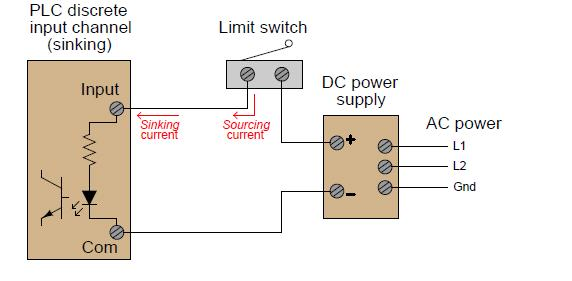 PLC discrete
input channel
(sinking)
Limit switch
Input
DC power
supply
Sinking
current
Sourcing
current
AC power
+
L1
L2
-
Gnd
Com